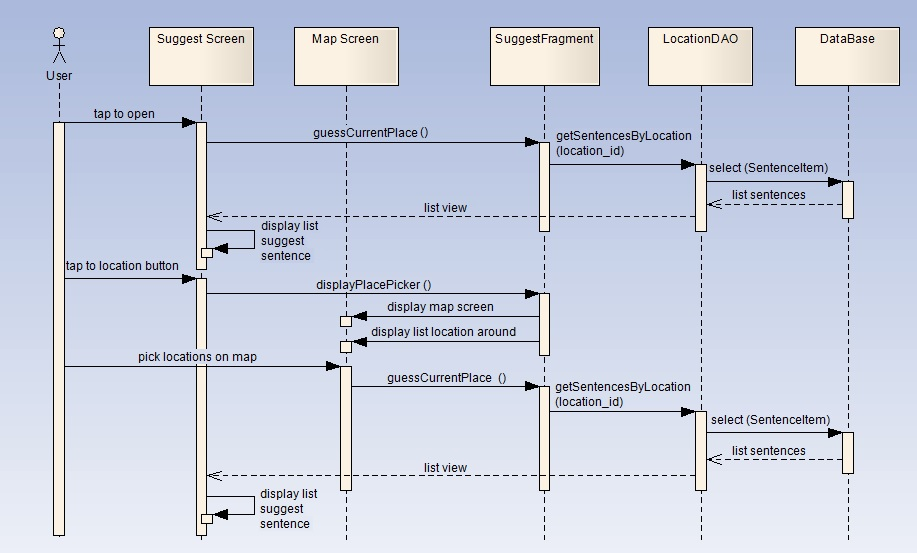 Suggest Screen
Map Screen
SuggestFragment
LocationDAO
DataBase
User
tap to open
guessCurrentPlace ()
getSentencesByLocation
(location_id)
select (SentenceItem)
list sentences
list view
display list
suggest
sentence
tap to location button
displayPlacePicker ()
display map screen
display list location around
pick locations on map
guessCurrentPlace ()
getSentencesByLocation
(location_id)
select (SentenceItem)
list sentences
list view
display list
suggest
sentence